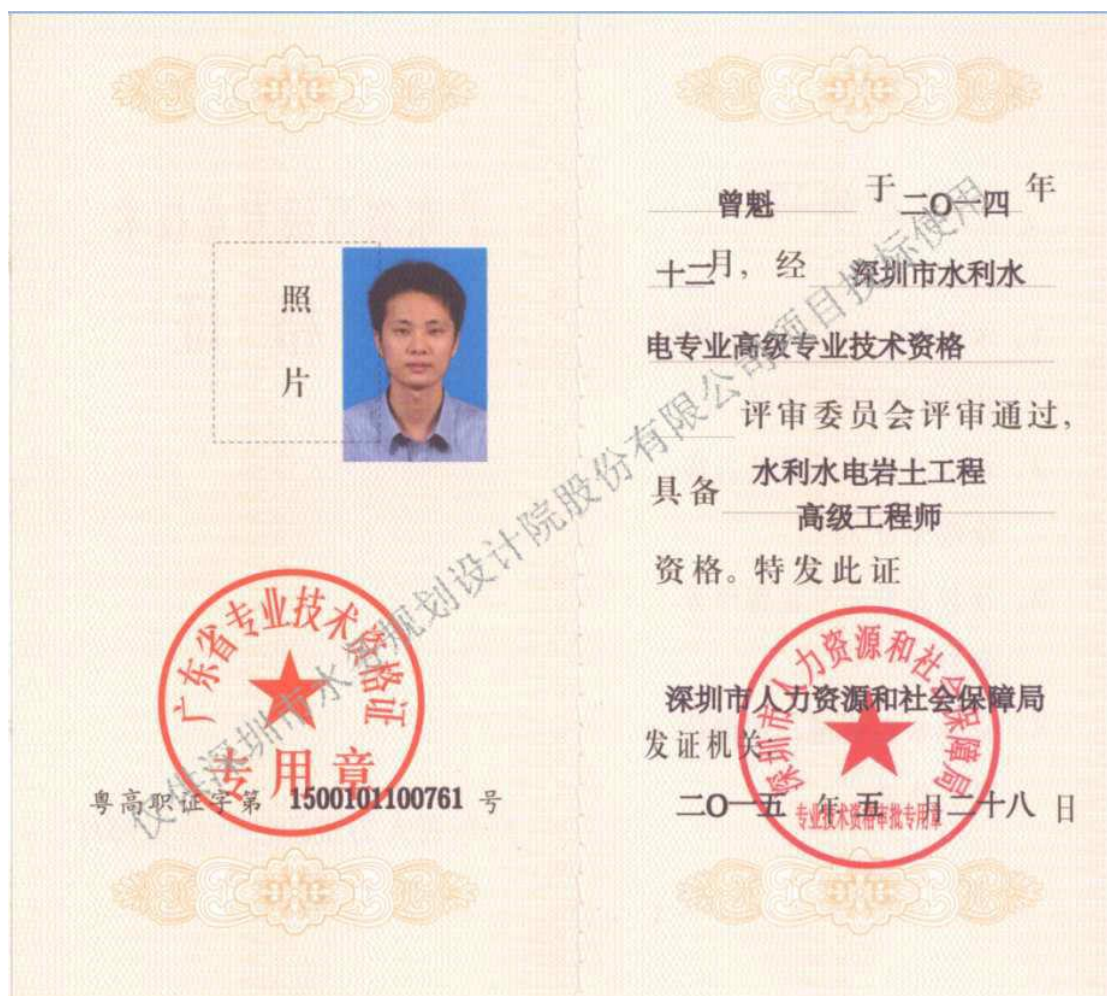 照
片
广东省专业技术资格证
专用章
粤高职证字第 1500101100761 号
曾魁 于二〇一四年
十二月，经 深圳市水利水
电专业高级专业技术资格
评审委员会评审通过，
具备 水利水电岩土工程
高级工程师
资格。特发此证
深圳市人力资源和社会保障局
深圳市人力资源和社会保障局
发证机关：
二〇一五 年 五 月二十八 日
专业技术资格审批专用章
仅供深圳市水务规划设计院股份有限公司项目投标使用